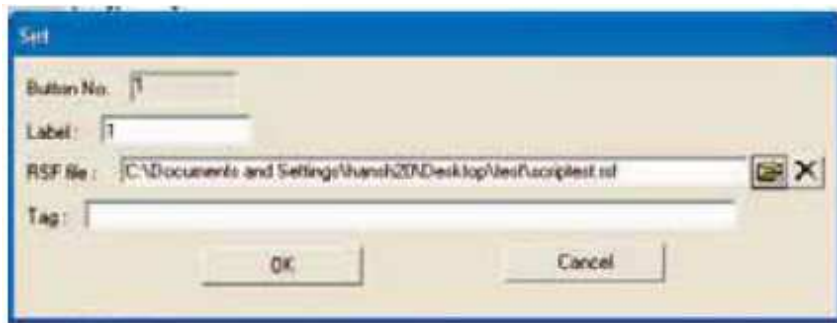 Set
Button No. 1
Label : 1
RSF file : C:\Documents and Settings\hansh20\Desktop\test\scriptest.rsf
Tag :
OK Cancel